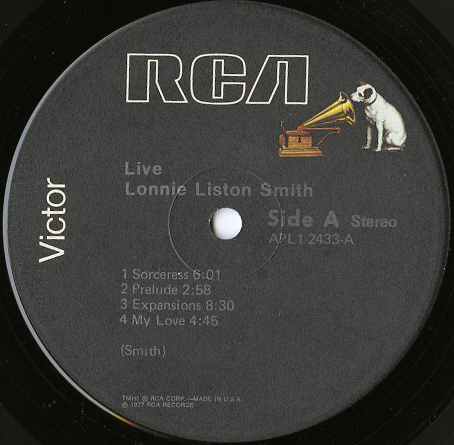 RCA
Live
Lonnie Liston Smith
Victor
Side A Stereo
APL1-2433-A
1 Sorceress 6:01
2 Prelude 2:58
3 Expansions 8:30
4 My Love 4:45
(Smith)
TM(s) ® RCA CORP.—MADE IN U.S.A.
℗ 1977 RCA RECORDS